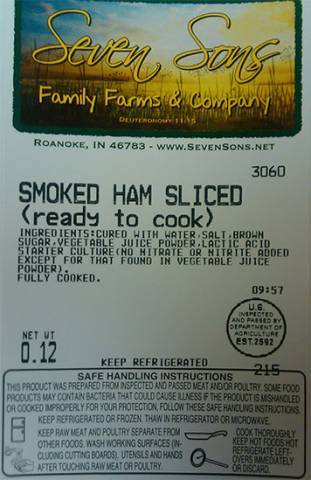 Seven Sons
Family Farms & Company
DEUTERONOMY 11:15
ROANOKE, IN 46783 - WWW.SEVENSONS.NET
3060
SMOKED HAM SLICED
(ready to cook)
INGREDIENTS:CURED WITH WATER,SALT,BROWN
SUGAR,VEGETABLE JUICE POWDER,LACTIC ACID
STARTER CULTURE(NO NITRATE OR NITRITE ADDED
EXCEPT FOR THAT FOUND IN VEGETABLE JUICE
POWDER).
FULLY COOKED.
09:57
U.S.
INSPECTED
AND PASSED BY
DEPARTMENT OF
AGRICULTURE
EST.2592
NET WT
0.12
KEEP REFRIGERATED
215
SAFE HANDLING INSTRUCTIONS
THIS PRODUCT WAS PREPARED FROM INSPECTED AND PASSED MEAT AND/OR POULTRY. SOME FOOD
PRODUCTS MAY CONTAIN BACTERIA THAT COULD CAUSE ILLNESS IF THE PRODUCT IS MISHANDLED
OR COOKED IMPROPERLY. FOR YOUR PROTECTION, FOLLOW THESE SAFE HANDLING INSTRUCTIONS.
KEEP REFRIGERATED OR FROZEN. THAW IN REFRIGERATOR OR MICROWAVE.
KEEP RAW MEAT AND POULTRY SEPARATE FROM
OTHER FOODS. WASH WORKING SURFACES (IN-
CLUDING CUTTING BOARDS), UTENSILS AND HANDS
AFTER TOUCHING RAW MEAT OR POULTRY.
COOK THOROUGHLY.
KEEP HOT FOODS HOT.
REFRIGERATE LEFT-
OVERS IMMEDIATELY
OR DISCARD.